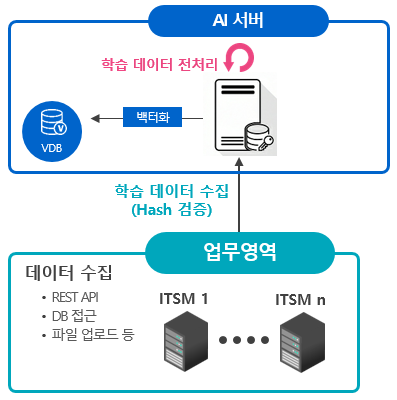 AI 서버
학습 데이터 전처리
백터화
VDB
학습 데이터 수집
(Hash 검증)
업무영역
데이터 수집
• REST API
• DB 접근
• 파일 업로드 등
ITSM 1
ITSM n